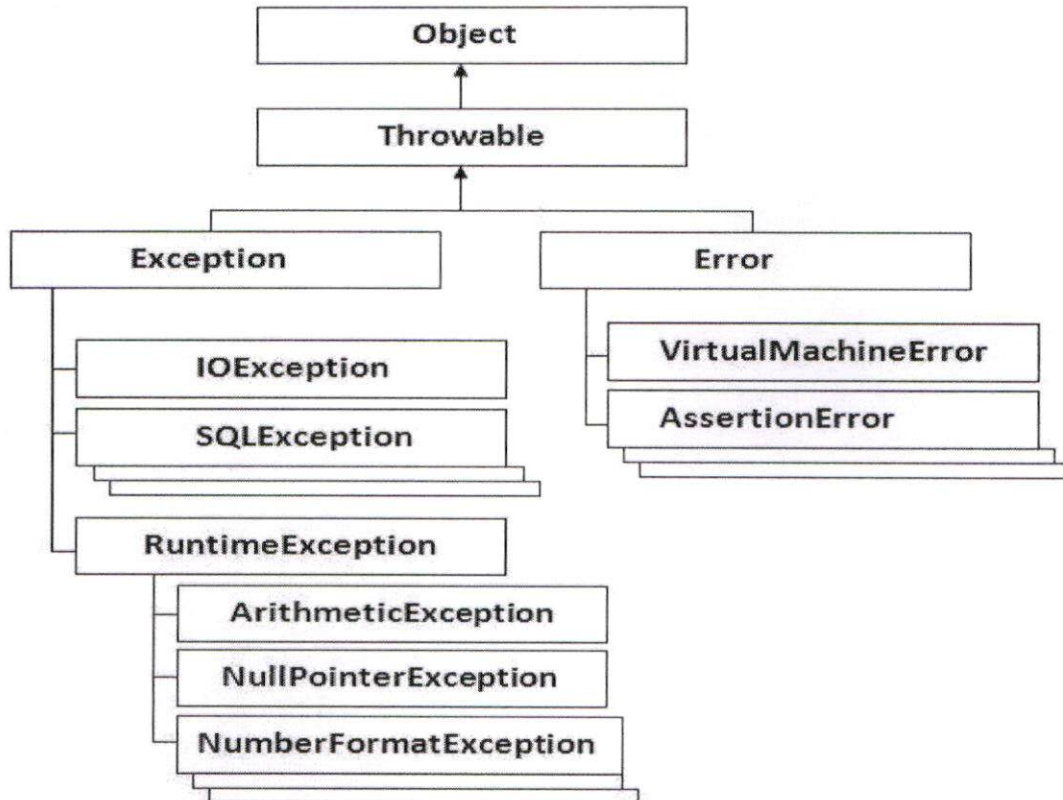 Object
Throwable
Exception
Error
IOException
SQLException
RuntimeException
ArithmeticException
NullPointerException
NumberFormatException
VirtualMachineError
AssertionError